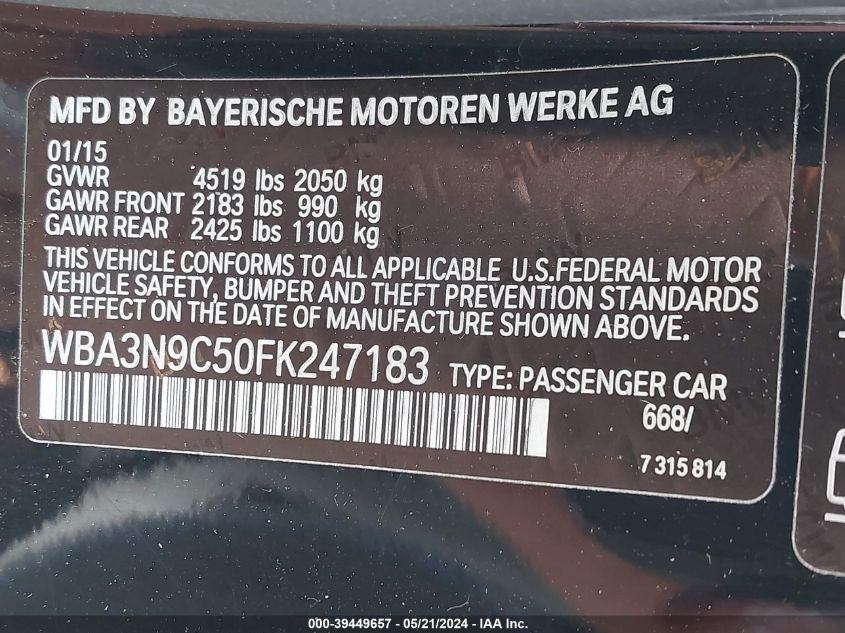 MFD BY BAYERISCHE MOTOREN WERKE AG
01/15
GVWR 4519 lbs 2050 kg
GAWR FRONT 2183 lbs 990 kg
GAWR REAR 2425 lbs 1100 kg
THIS VEHICLE CONFORMS TO ALL APPLICABLE U.S.FEDERAL MOTOR
VEHICLE SAFETY, BUMPER AND THEFT PREVENTION STANDARDS
IN EFFECT ON THE DATE OF MANUFACTURE SHOWN ABOVE.
WBA3N9C50FK247183 TYPE: PASSENGER CAR
668/
7 315 814
000-39449657 - 05/21/2024 - IAA Inc.